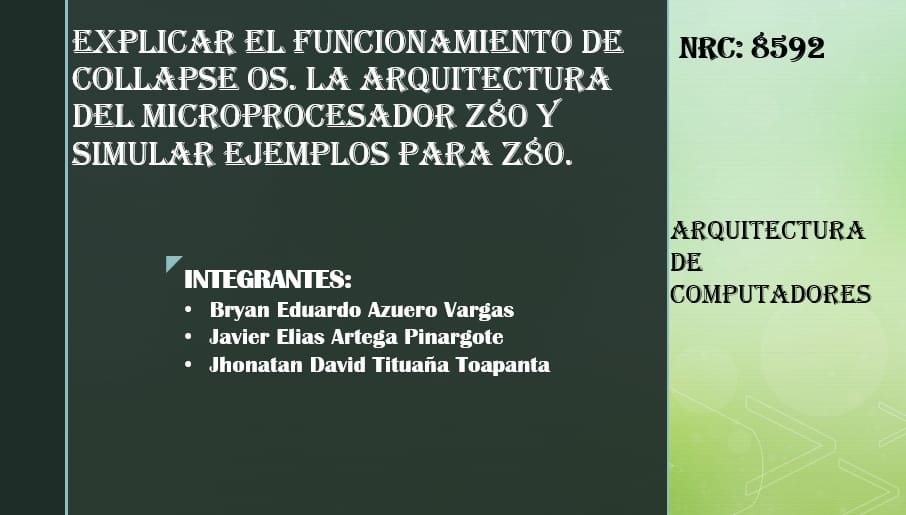 EXPLICAR EL FUNCIONAMIENTO DE
COLLAPSE OS. LA ARQUITECTURA
DEL MICROPROCESADOR Z80 Y
SIMULAR EJEMPLOS PARA Z80.
NRC: 8592
ARQUITECTURA
DE
COMPUTADORES
INTEGRANTES:
• Bryan Eduardo Azuero Vargas
• Javier Elias Artega Pinargote
• Jhonatan David Tituaña Toapanta